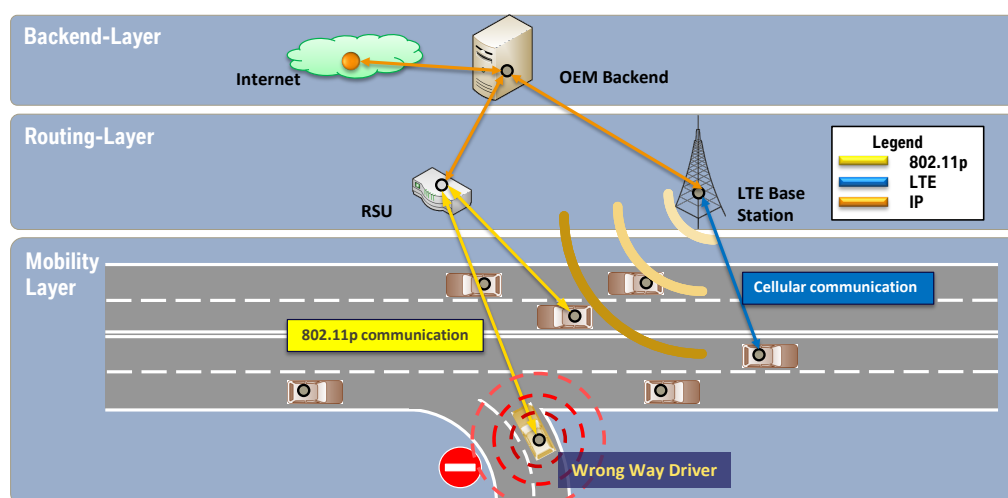 Backend-Layer
Internet
OEM Backend
Routing-Layer
RSU
LTE Base
Station
Legend
802.11p
LTE
IP
Mobility
Layer
Cellular communication
802.11p communication
Wrong Way Driver